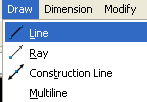 Draw Dimension Modify
Line
Ray
Construction Line
Multiline